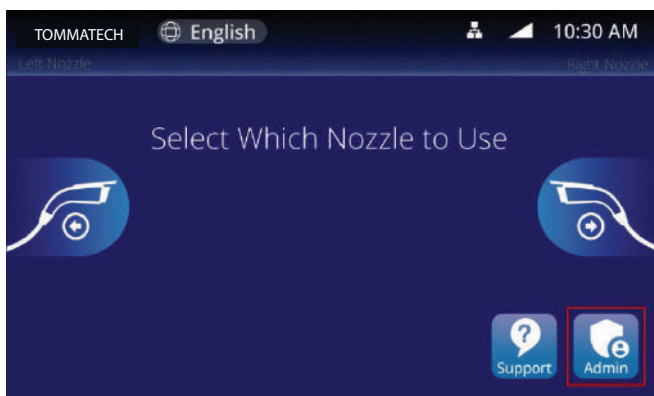 TOMMATECH English 10:30 AM
Left Nozzle Right Nozzle
Select Which Nozzle to Use
? Support Admin